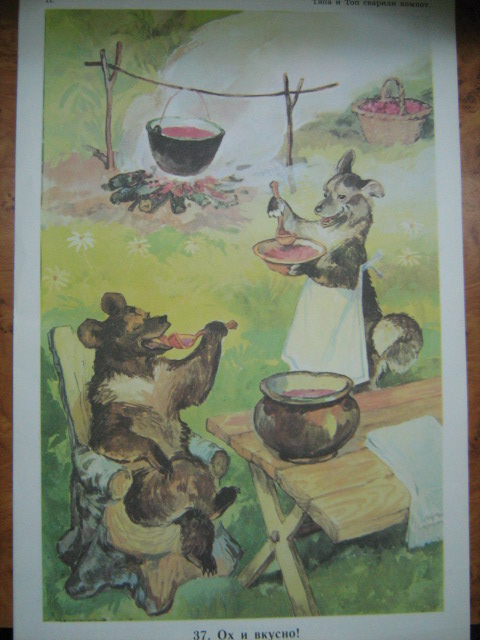 Тяпа и Топ сварили компот.
37. Ох и вкусно!